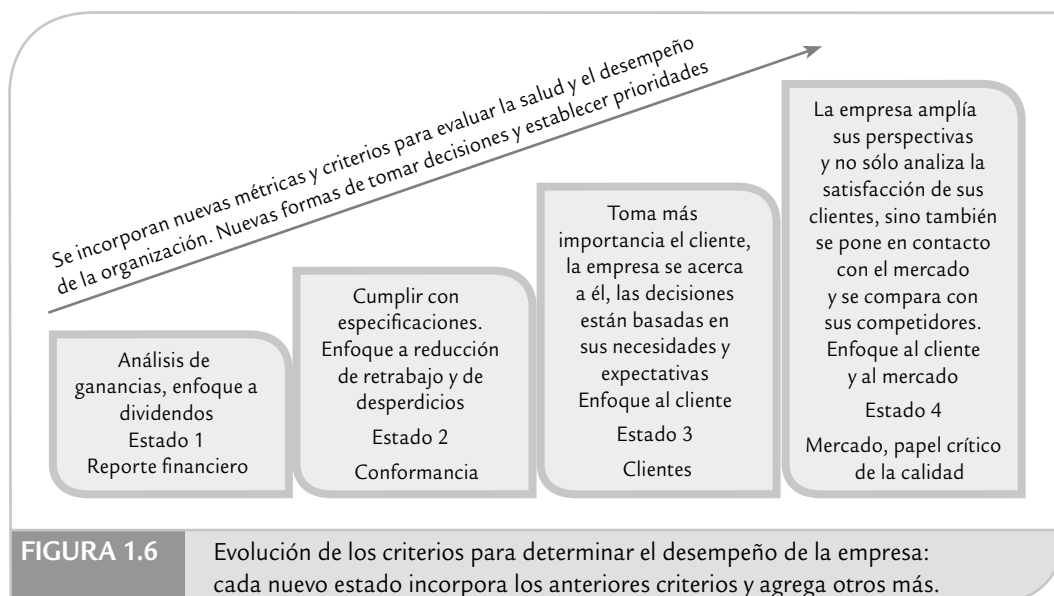 Se incorporan nuevas métricas y criterios para evaluar la salud y el desempeño
de la organización. Nuevas formas de tomar decisiones y establecer prioridades
Análisis de
ganancias, enfoque a
dividendos
Estado 1
Reporte financiero
Cumplir con
especificaciones.
Enfoque a reducción
de retrabajo y de
desperdicios
Estado 2
Conformancia
Toma más
importancia el cliente,
la empresa se acerca
a él, las decisiones
están basadas en
sus necesidades y
expectativas
Enfoque al cliente
Estado 3
Clientes
La empresa amplía
sus perspectivas
y no sólo analiza la
satisfacción de sus
clientes, sino también
se pone en contacto
con el mercado
y se compara con
sus competidores.
Enfoque al cliente
y al mercado
Estado 4
Mercado, papel crítico
de la calidad
FIGURA 1.6 Evolución de los criterios para determinar el desempeño de la empresa:
cada nuevo estado incorpora los anteriores criterios y agrega otros más.